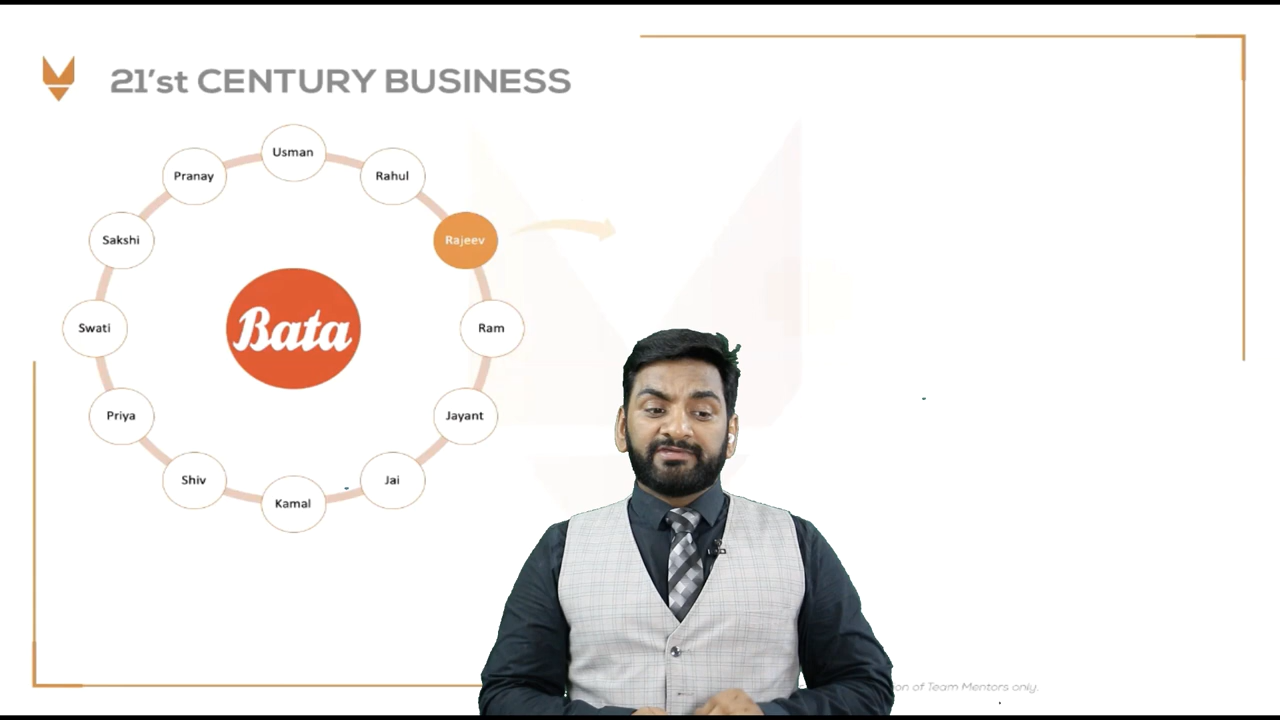 21'st CENTURY BUSINESS
Usman
Pranay
Rahul
Sakshi
Rajeev
Swati
Bata
Ram
Priya
Jayant
Shiv
Jai
Kamal
of Team Mentors only.